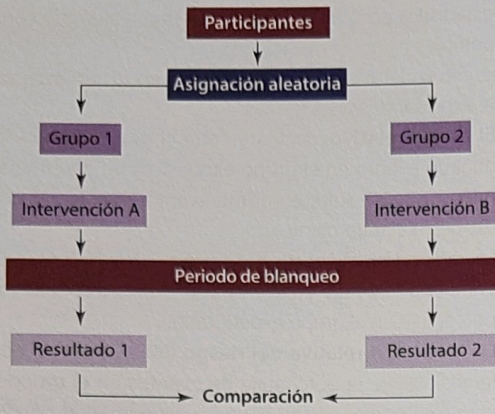 Participantes
Asignación aleatoria
Grupo 1
Grupo 2
Intervención A
Intervención B
Periodo de blanqueo
Resultado 1
Resultado 2
Comparación